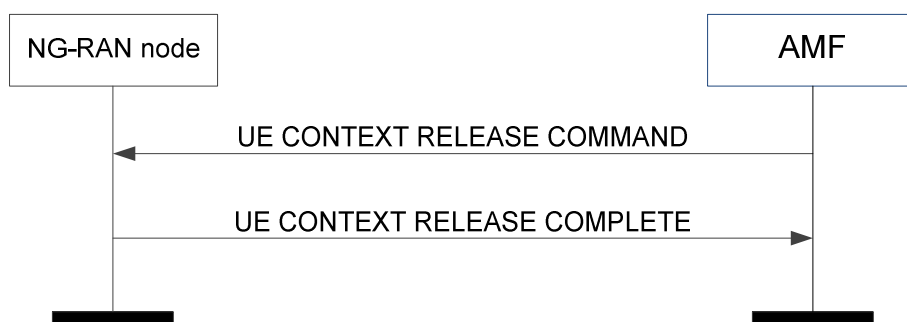 NG-RAN node
AMF
UE CONTEXT RELEASE COMMAND
UE CONTEXT RELEASE COMPLETE